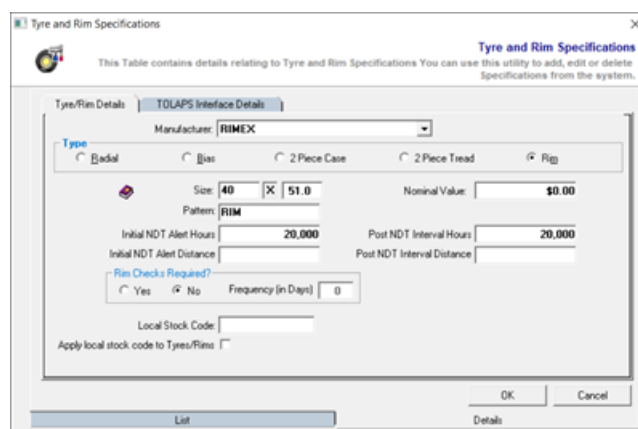 Tyre and Rim Specifications
Tyre and Rim Specifications
This Table contains details relating to Tyre and Rim Specifications You can use this utility to add, edit or delete
Specifications from the system.
Tyre/Rim Details TOLAPS Interface Details
Manufacturer: RIMEX
Type
Radial Bias 2 Piece Case 2 Piece Tread Rim
Size: 40 X 51.0 Nominal Value: $0.00
Pattern: RIM
Initial NDT Alert Hours 20,000 Post NDT Interval Hours 20,000
Initial NDT Alert Distance Post NDT Interval Distance
Rim Checks Required?
Yes No Frequency (in Days) 0
Local Stock Code:
Apply local stock code to Tyres/Rims
OK Cancel
List Details